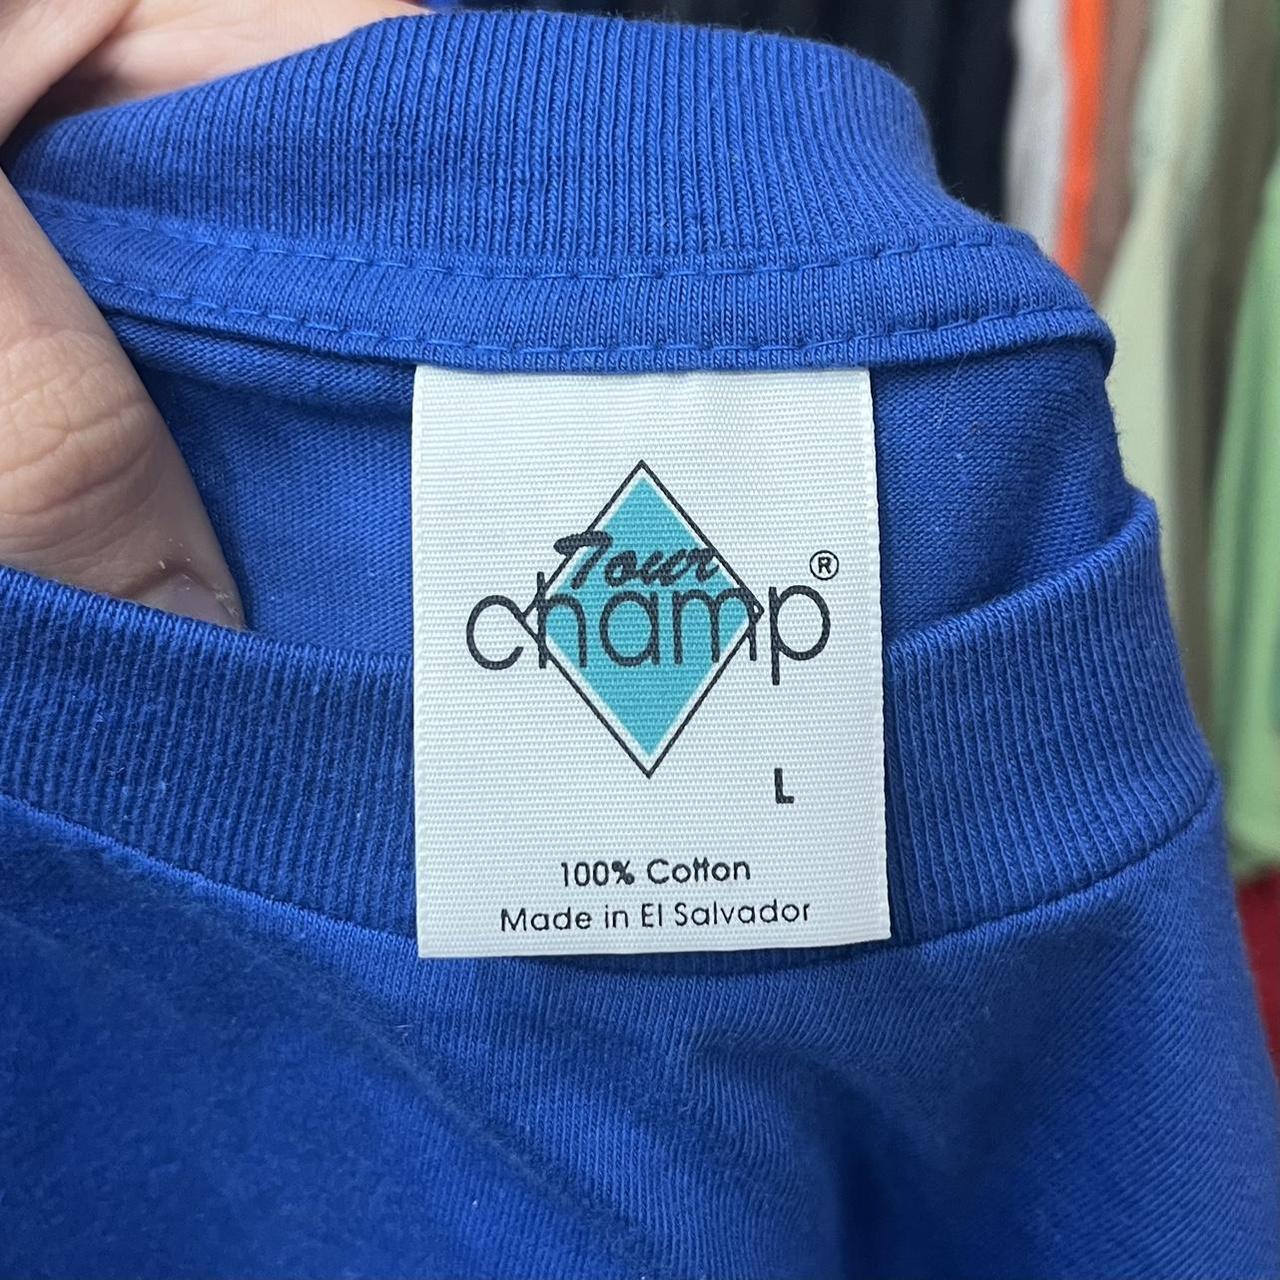 Tour
champ®
L
100% Cotton
Made in El Salvador